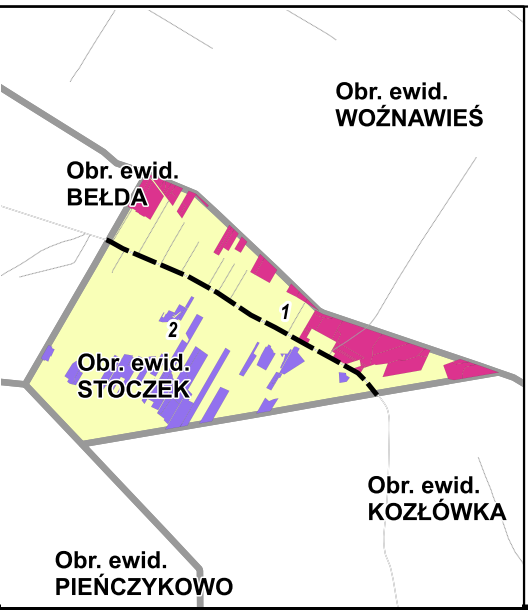 Obr. ewid.
WOŹNAWIEŚ
Obr. ewid.
BEŁDA
1
2
Obr. ewid.
STOCZEK
Obr. ewid.
KOZŁÓWKA
Obr. ewid.
PIEŃCZYKOWO